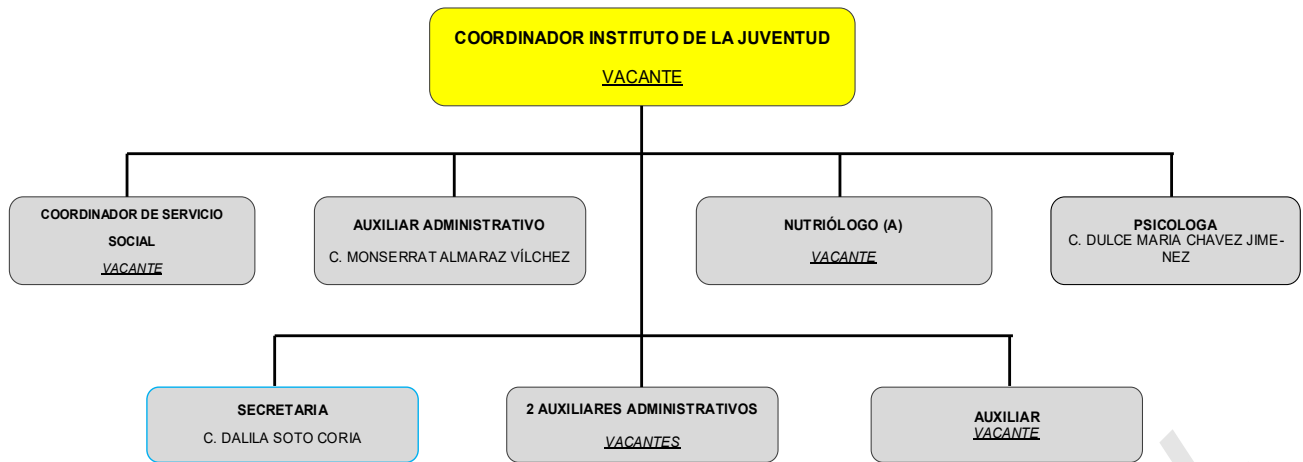 COORDINADOR INSTITUTO DE LA JUVENTUD
VACANTE
COORDINADOR DE SERVICIO
SOCIAL
VACANTE
AUXILIAR ADMINISTRATIVO
C. MONSERRAT ALMARAZ VÍLCHEZ
NUTRIÓLOGO (A)
VACANTE
PSICOLOGA
C. DULCE MARIA CHAVEZ JIME-
NEZ
SECRETARIA
C. DALILA SOTO CORIA
2 AUXILIARES ADMINISTRATIVOS
VACANTES
AUXILIAR
VACANTE